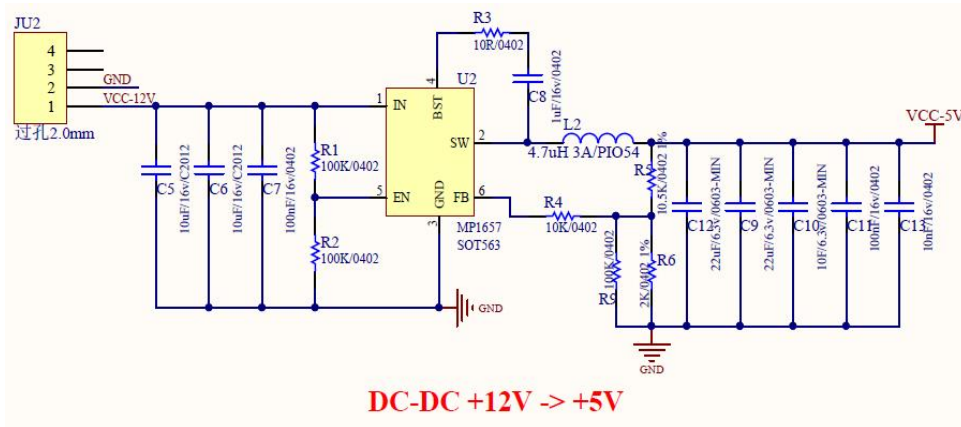 JU2
4
3
2
1
GND
VCC-12V
过孔2.0mm
C5
10uF/16v/C2012
C6
10uF/16v/C2012
C7
100nF/16v/0402
R1
100K/0402
R2
100K/0402
R3
10R/0402
C8
1uF/16v/0402
U2
1
IN
4
BST
SW
2
5
EN
GND
3
FB
6
MP1657
SOT563
GND
L2
4.7uH 3A/PIO54
R4
10K/0402
10.5K/0402 1%
100K/0402
R9
R6
2K/0402 1%
GND
C12
22uF/6.3v/0603-MIN
C9
22uF/6.3v/0603-MIN
C10
10F/6.3v/0603-MIN
C11
100nF/16v/0402
C13
10nF/16v/0402
VCC-5V
DC-DC +12V -> +5V